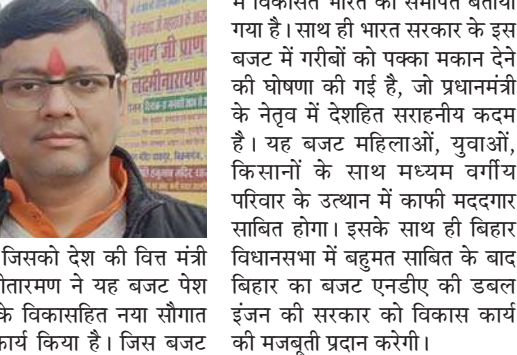 नुमान जी प्राण
लक्ष्मीनारायण
जिसको देश की वित्त मंत्री
ीतारमण ने यह बजट पेश
के विकासहित नया सौगात
कार्य किया है। जिस बजट
में विकसित भारत को समर्पित बताया
गया है। साथ ही भारत सरकार के इस
बजट में गरीबों को पक्का मकान देने
की घोषणा की गई है, जो प्रधानमंत्री
के नेतृव में देशहित सराहनीय कदम
है। यह बजट महिलाओं, युवाओं,
किसानों के साथ मध्यम वर्गीय
परिवार के उत्थान में काफी मददगार
साबित होगा। इसके साथ ही बिहार
विधानसभा में बहुमत साबित के बाद
बिहार का बजट एनडीए की डबल
इंजन की सरकार को विकास कार्य
की मजबूती प्रदान करेगी।